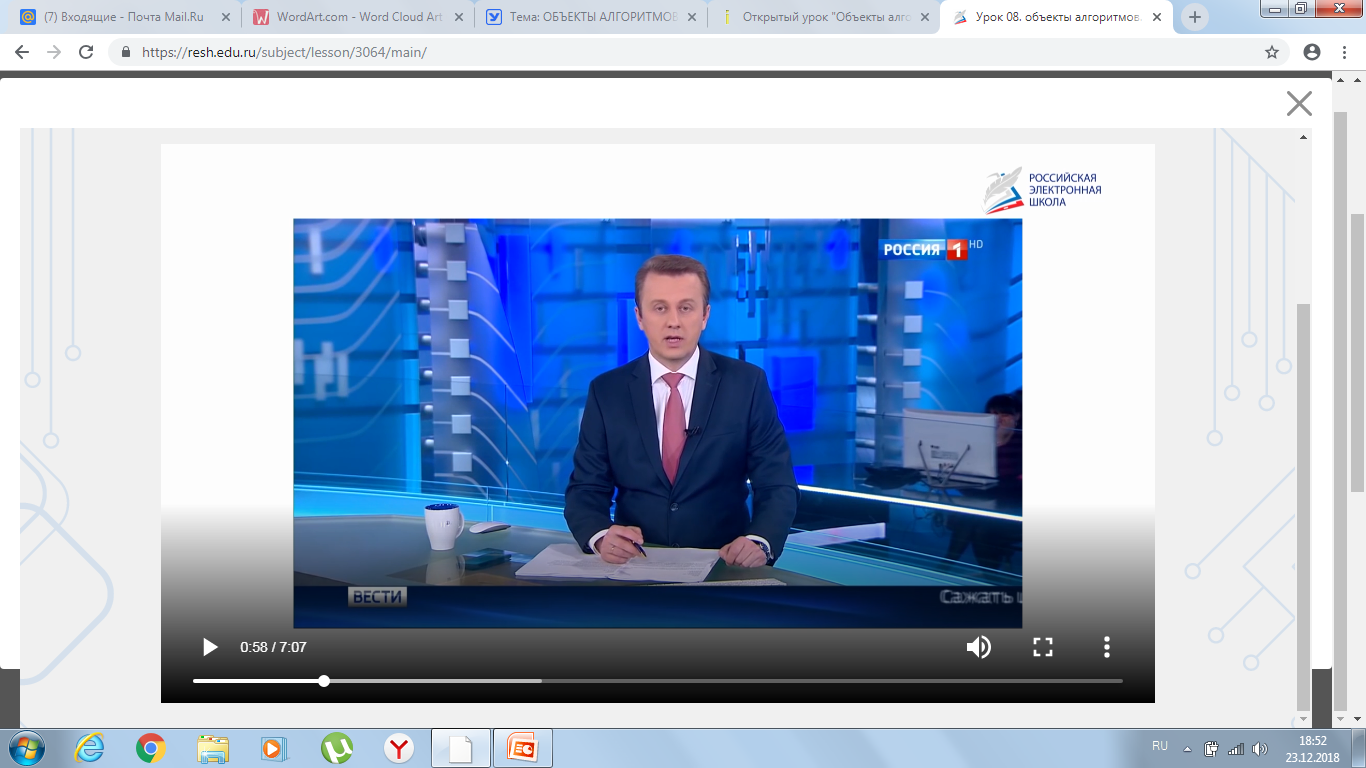 (7) Входящие - Почта Mail.Ru
WordArt.com - Word Cloud Art
Тема: ОБЪЕКТЫ АЛГОРИТМОВ
Открытый урок "Объекты алго
Урок 08. объекты алгоритмов.
https://resh.edu.ru/subject/lesson/3064/main/
РОССИЙСКАЯ
ЭЛЕКТРОННАЯ
ШКОЛА
РОССИЯ 1 HD
ВЕСТИ
Сажать
0:58 / 7:07
RU
18:52
23.12.2018